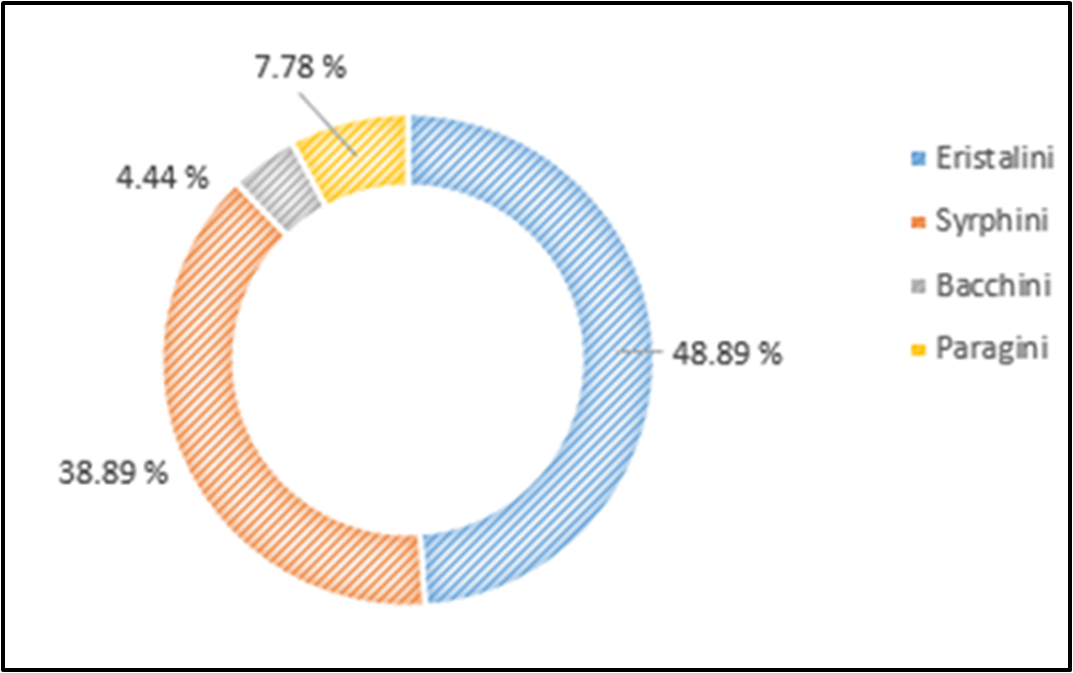 7.78 %
4.44 %
48.89 %
38.89 %
Eristalini
Syrphini
Bacchini
Paragini